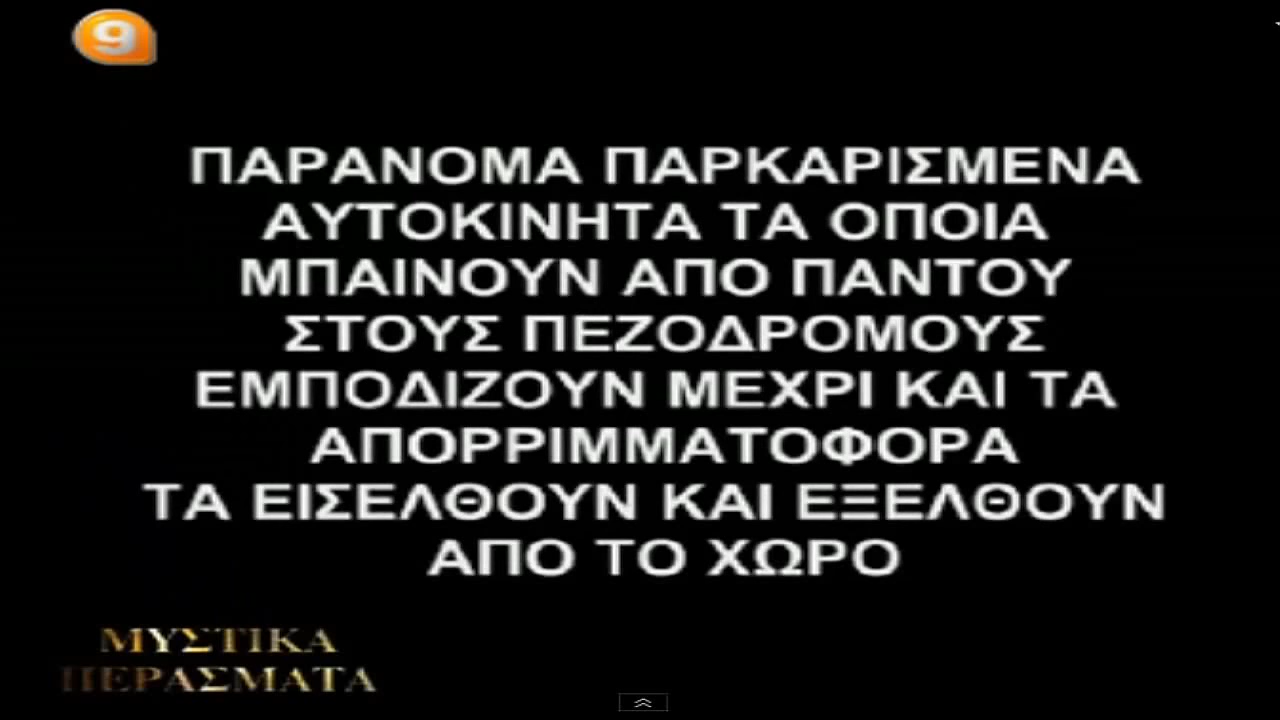 9
ΠΑΡΑΝΟΜΑ ΠΑΡΚΑΡΙΣΜΕΝΑ
ΑΥΤΟΚΙΝΗΤΑ ΤΑ ΟΠΟΙΑ
ΜΠΑΙΝΟΥΝ ΑΠΟ ΠΑΝΤΟΥ
ΣΤΟΥΣ ΠΕΖΟΔΡΟΜΟΥΣ
ΕΜΠΟΔΙΖΟΥΝ ΜΕΧΡΙ ΚΑΙ ΤΑ
ΑΠΟΡΡΙΜΜΑΤΟΦΟΡΑ
ΤΑ ΕΙΣΕΛΘΟΥΝ ΚΑΙ ΕΞΕΛΘΟΥΝ
ΑΠΟ ΤΟ ΧΩΡΟ
ΜΥΣΤΙΚΑ
ΠΕΡΑΣΜΑΤΑ